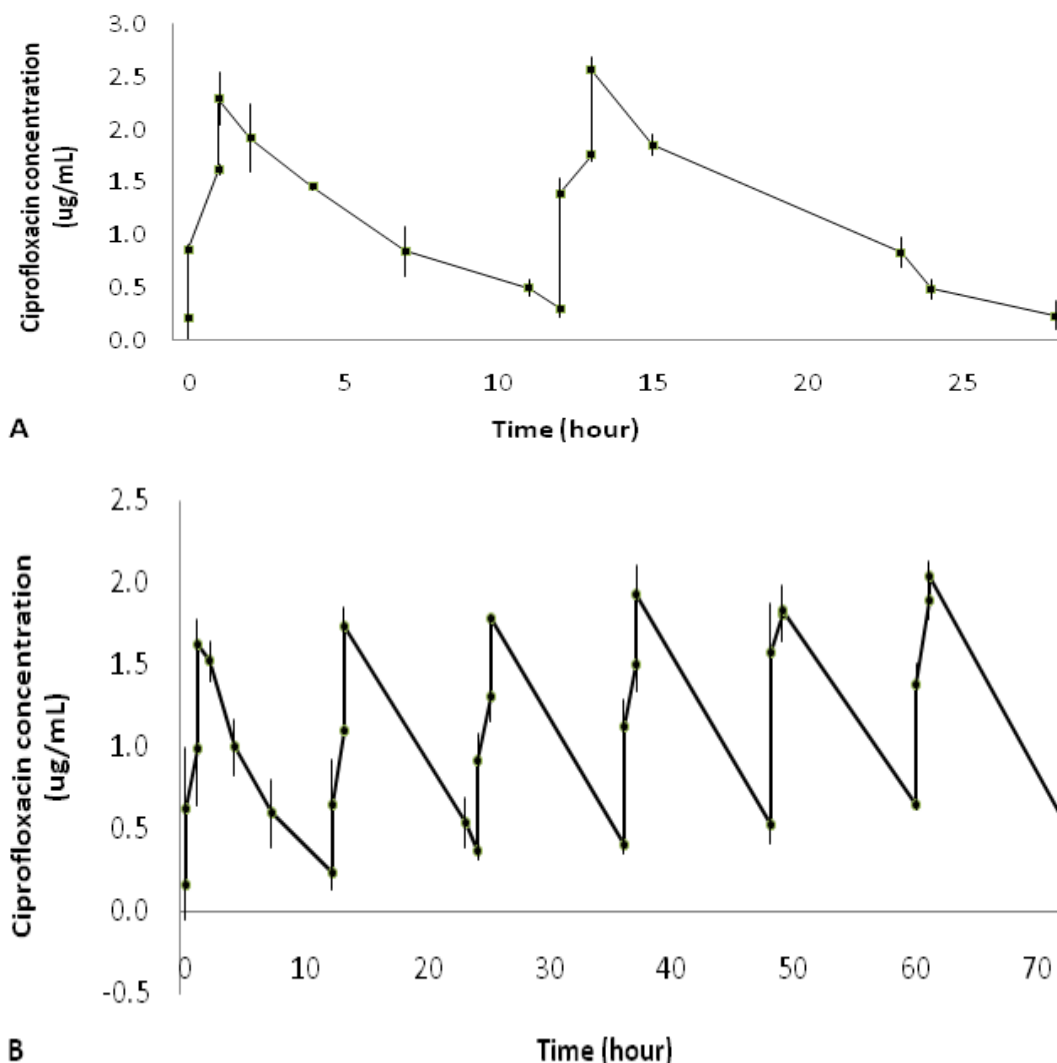 3.0
2.5
2.0
1.5
1.0
0.5
0.0
Ciprofloxacin concentration
(ug/mL)
0 5 10 15 20 25
Time (hour)
A
2.5
2.0
1.5
1.0
0.5
0.0
-0.5
Ciprofloxacin concentration
(ug/mL)
0 10 20 30 40 50 60 70
Time (hour)
B